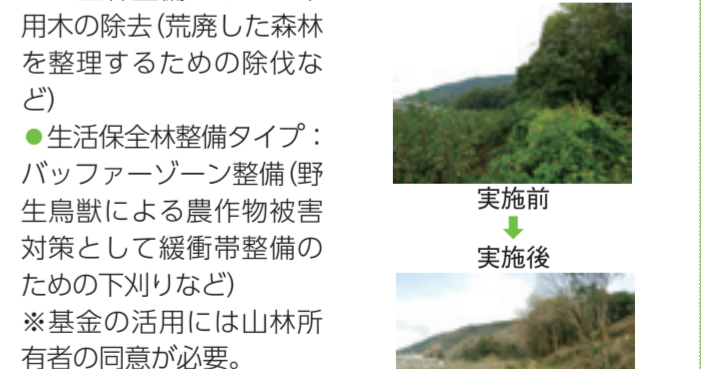 用木の除去(荒廃した森林
を整理するための除伐な
ど)
●生活保全林整備タイプ：
バッファーゾーン整備(野
生鳥獣による農作物被害
対策として緩衝帯整備の
ための下刈りなど)
※基金の活用には山林所
有者の同意が必要。
実施前
実施後